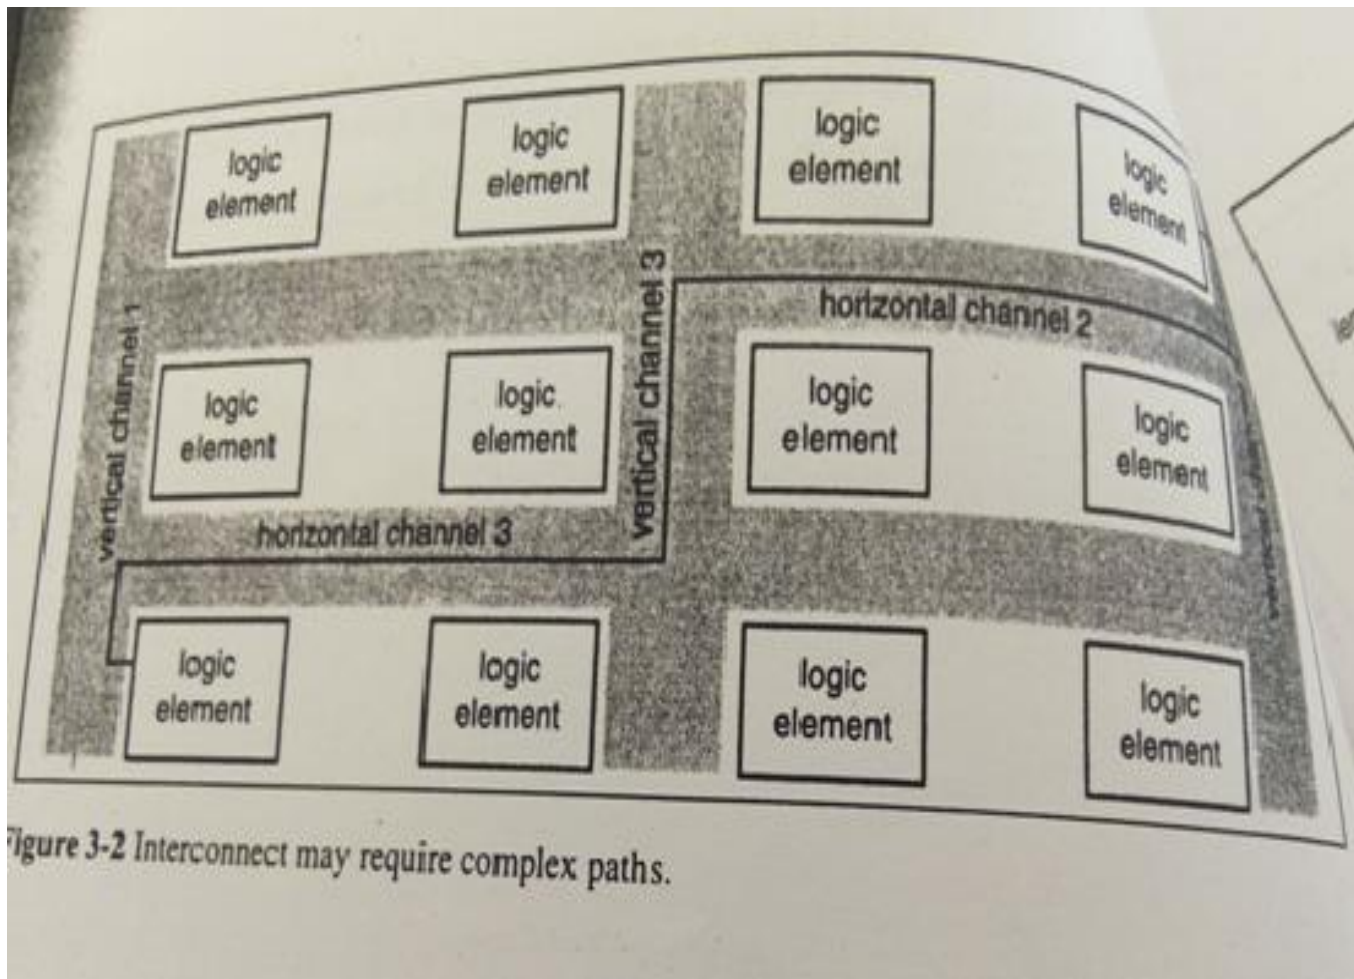 logic
element
logic
element
logic
element
logic
element
vertical channel 1
vertical channel 3
horizontal channel 2
logic
element
logic
element
logic
element
logic
element
horizontal channel 3
logic
element
logic
element
logic
element
logic
element
Figure 3-2 Interconnect may require complex paths.